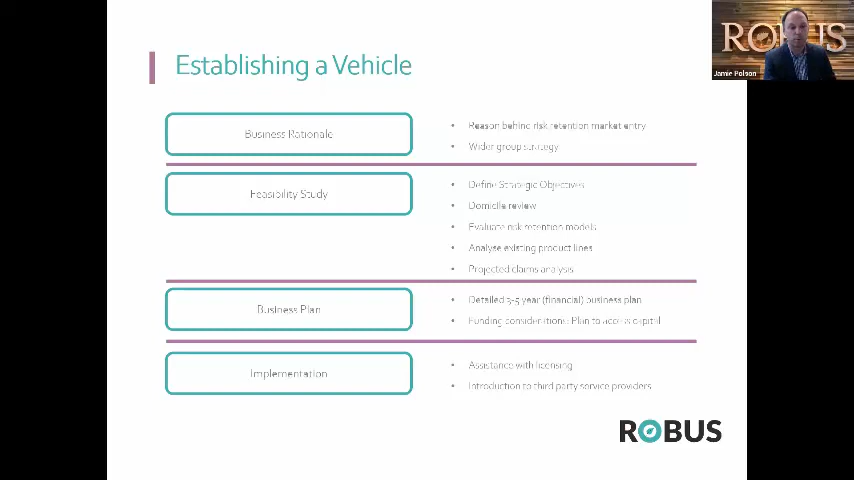 ROBUS
Jamie Polson
Establishing a Vehicle
Business Rationale
• Reason behind risk retention market entry
• Wider group strategy
Feasibility Study
• Define Strategic Objectives
• Domicile review
• Evaluate risk retention models
• Analyse existing product lines
• Projected claims analysis
Business Plan
• Detailed 3-5 year (financial) business plan
• Funding considerations: Plan to access capital
Implementation
• Assistance with licensing
• Introduction to third party service providers
ROBUS